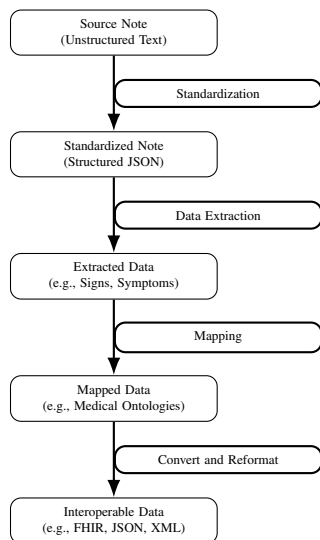 Source Note
(Unstructured Text)
Standardization
Standardized Note
(Structured JSON)
Data Extraction
Extracted Data
(e.g., Signs, Symptoms)
Mapping
Mapped Data
(e.g., Medical Ontologies)
Convert and Reformat
Interoperable Data
(e.g., FHIR, JSON, XML)